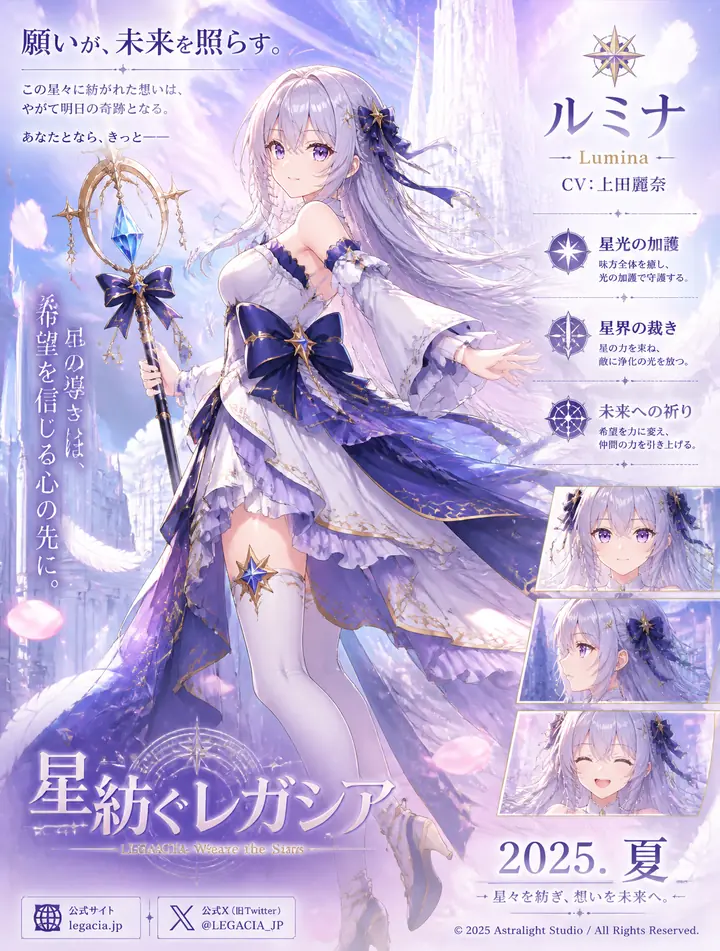 願いが、未来を照らす。
この星々に紡がれた想いは、
やがて明日の奇跡となる。
あなたとなら、きっと——
星の導きは、
希望を信じる心の先に。
ルミナ
Lumina
CV：上田麗奈
星光の加護
味方全体を癒し、
光の加護で守護する。
星界の裁き
星の力を束ね、
敵に浄化の光を放つ。
未来への祈り
希望を力に変え、
仲間の力を引き上げる。
星紡ぐレガシア
the Stars
2025. 夏
星々を紡ぎ、想いを未来へ。
公式サイト
legacia.jp
公式X（旧Twitter）
@LEGACIA_JP
© 2025 Astralight Studio / All Rights Reserved.